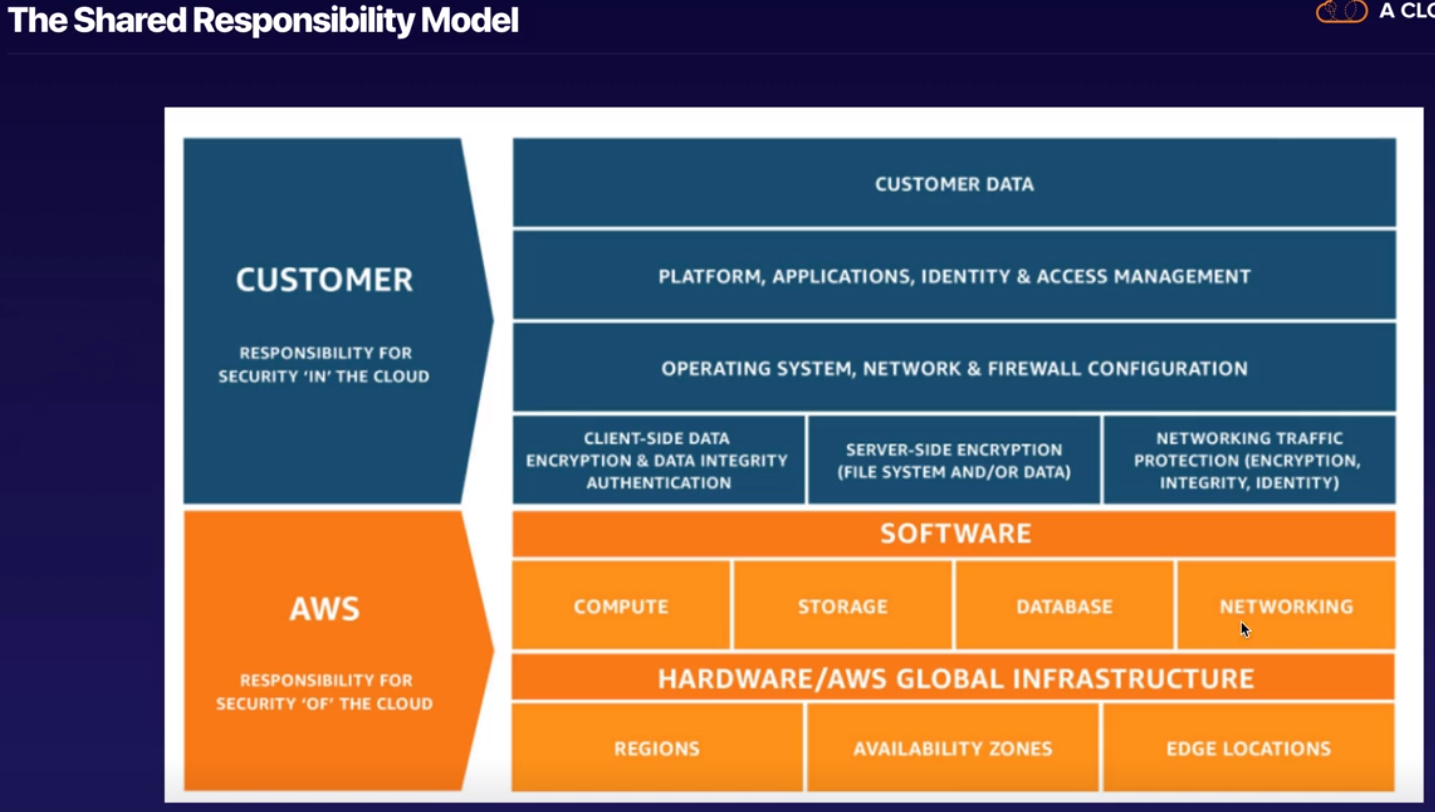 The Shared Responsibility Model
A CLO
CUSTOMER
RESPONSIBILITY FOR
SECURITY ‘IN’ THE CLOUD
CUSTOMER DATA
PLATFORM, APPLICATIONS, IDENTITY & ACCESS MANAGEMENT
OPERATING SYSTEM, NETWORK & FIREWALL CONFIGURATION
CLIENT-SIDE DATA
ENCRYPTION & DATA INTEGRITY
AUTHENTICATION
SERVER-SIDE ENCRYPTION
(FILE SYSTEM AND/OR DATA)
NETWORKING TRAFFIC
PROTECTION (ENCRYPTION,
INTEGRITY, IDENTITY)
AWS
RESPONSIBILITY FOR
SECURITY ‘OF’ THE CLOUD
SOFTWARE
COMPUTE
STORAGE
DATABASE
NETWORKING
HARDWARE/AWS GLOBAL INFRASTRUCTURE
REGIONS
AVAILABILITY ZONES
EDGE LOCATIONS